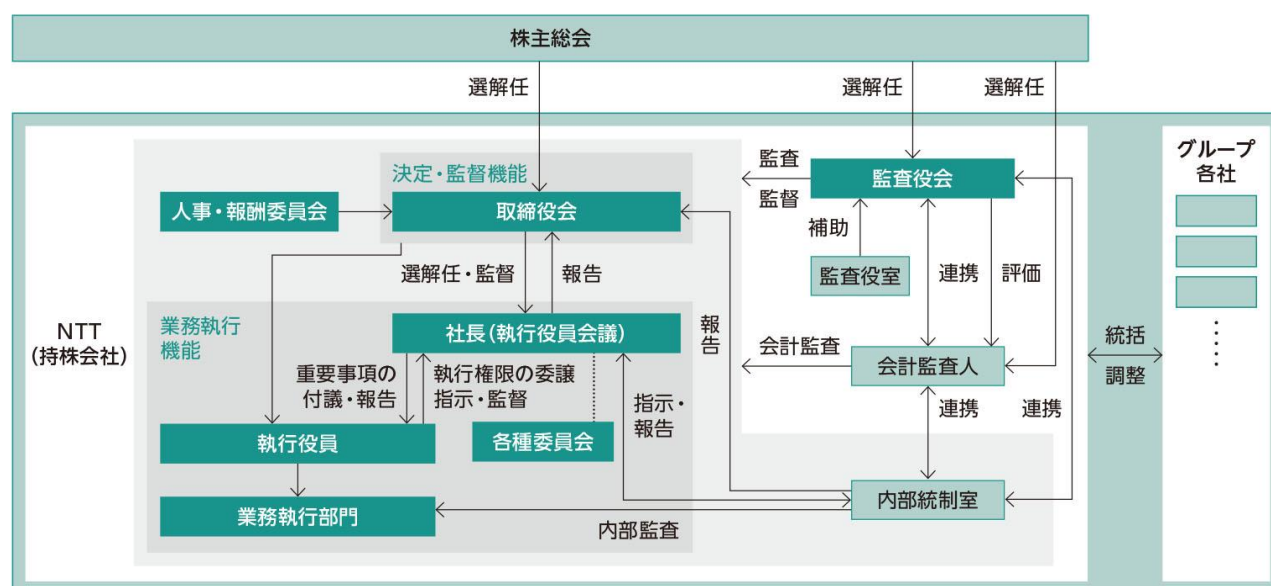 株主総会
選解任
選解任
選解任
NTT
(持株会社)
決定・監督機能
人事・報酬委員会
取締役会
監査
監督
監査役会
補助
監査役室
連携
評価
選解任・監督
報告
業務執行
機能
社長(執行役員会議)
報告
会計監査
会計監査人
重要事項の
付議・報告
執行権限の委譲
指示・監督
指示・
報告
連携
連携
執行役員
各種委員会
業務執行部門
内部監査
内部統制室
統括
調整
グループ
各社